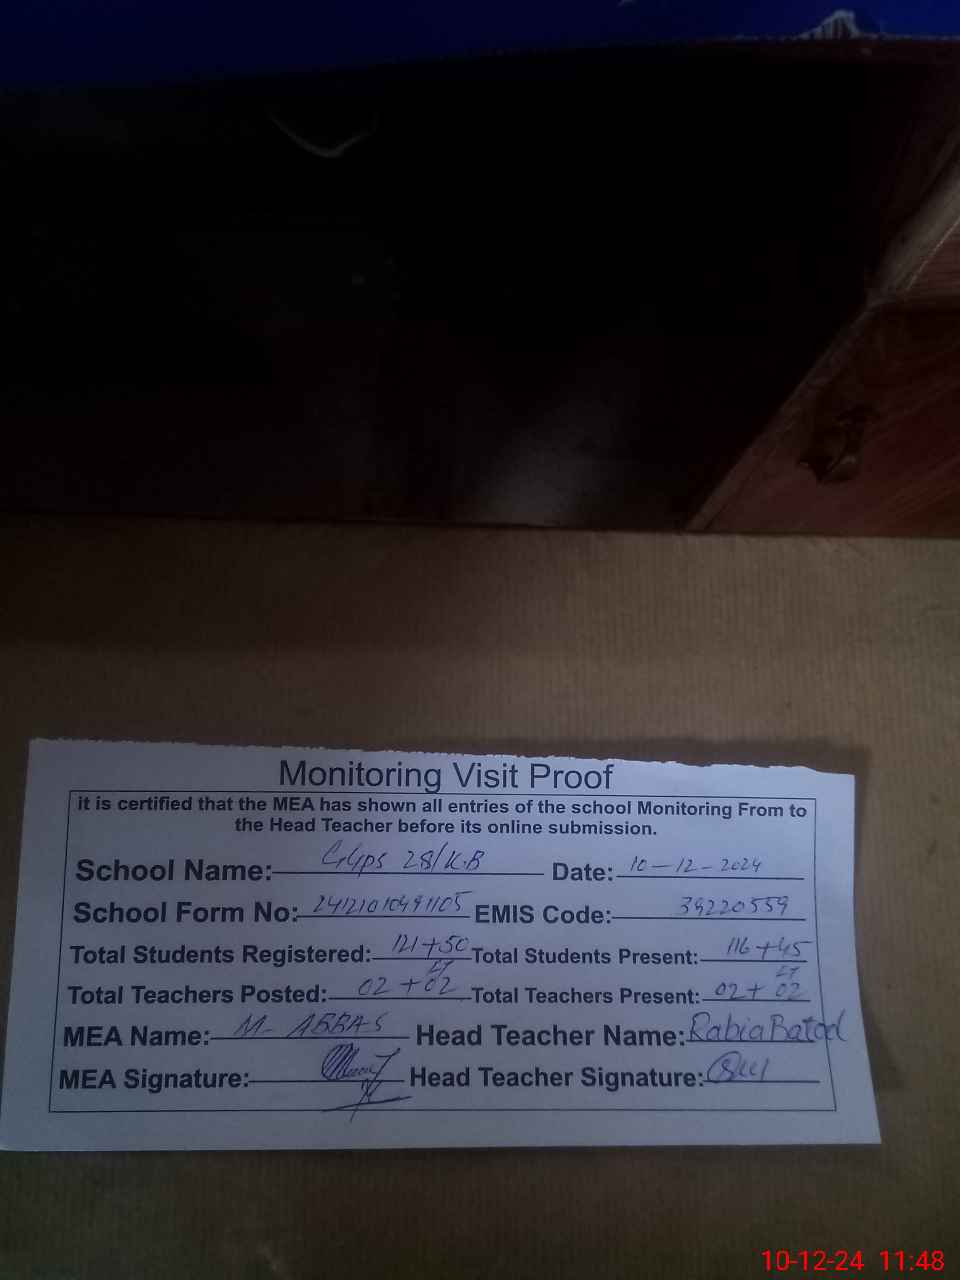 Monitoring Visit Proof
it is certified that the MEA has shown all entries of the school Monitoring From to
the Head Teacher before its online submission.
School Name: GGPS 28/K.B Date: 10-12-2024
School Form No: 24121010491105 EMIS Code: 39220559
Total Students Registered: 121+50 Total Students Present: 116+45
Total Teachers Posted: 02+02 Total Teachers Present: 02+02
MEA Name: M- ABBAS Head Teacher Name: Rabia Batool
MEA Signature: Head Teacher Signature:
10-12-24 11:48